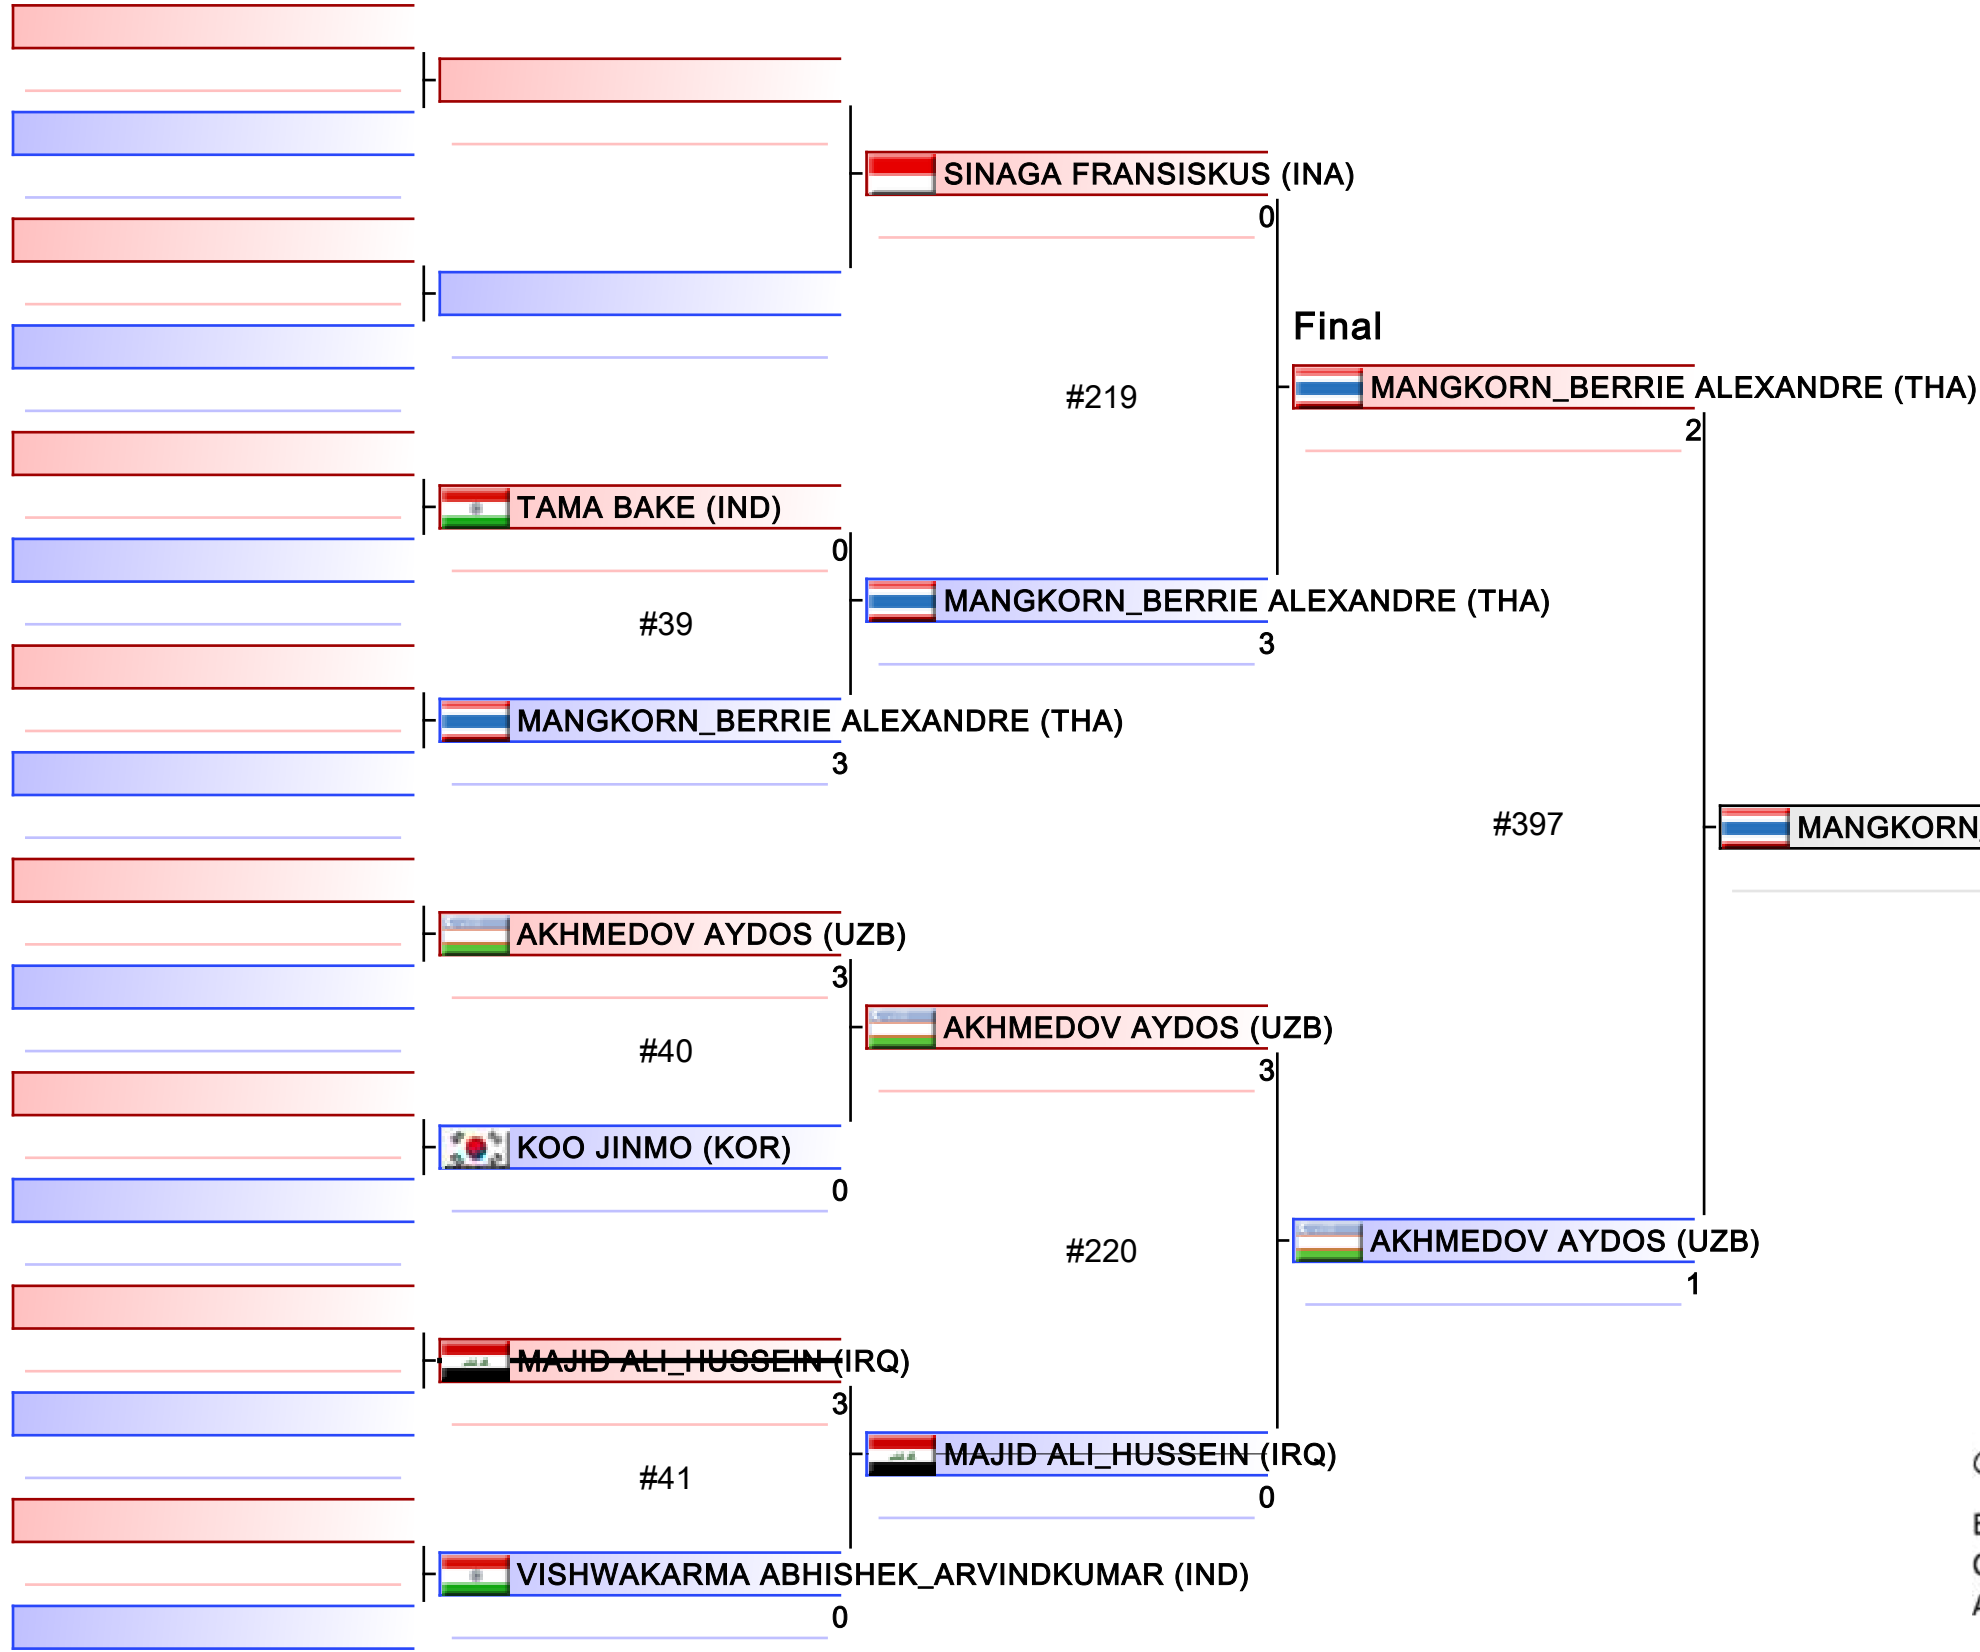 SINAGA FRANSISKUS (INA)
0
Final
#219
MANGKORN_BERRIE ALEXANDRE (THA)
2
TAMA BAKE (IND)
0
#39
MANGKORN_BERRIE ALEXANDRE (THA)
3
MANGKORN_BERRIE ALEXANDRE (THA)
3
#397
MANGKORN
AKHMEDOV AYDOS (UZB)
3
#40
AKHMEDOV AYDOS (UZB)
3
KOO JINMO (KOR)
0
#220
AKHMEDOV AYDOS (UZB)
1
MAJID ALI_HUSSEIN (IRQ)
3
#41
MAJID ALI_HUSSEIN (IRQ)
0
VISHWAKARMA ABHISHEK_ARVINDKUMAR (IND)
0